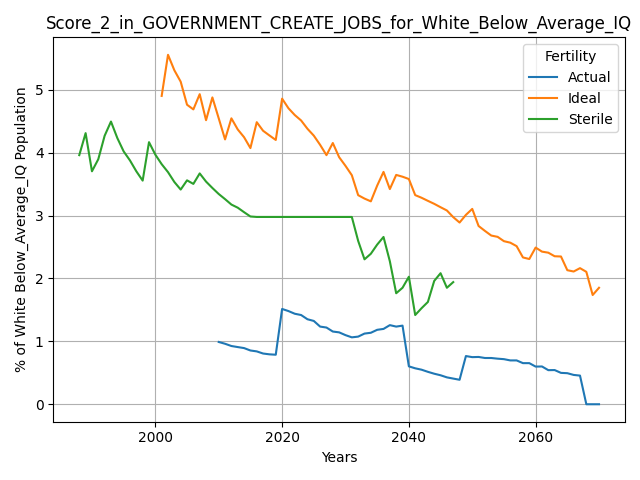 Score_2_in_GOVERNMENT_CREATE_JOBS_for_White_Below_Average_IQ
Fertility
Actual
Ideal
Sterile
% of White Below_Average_IQ Population
5
4
3
2
1
0
2000 2020 2040 2060
Years